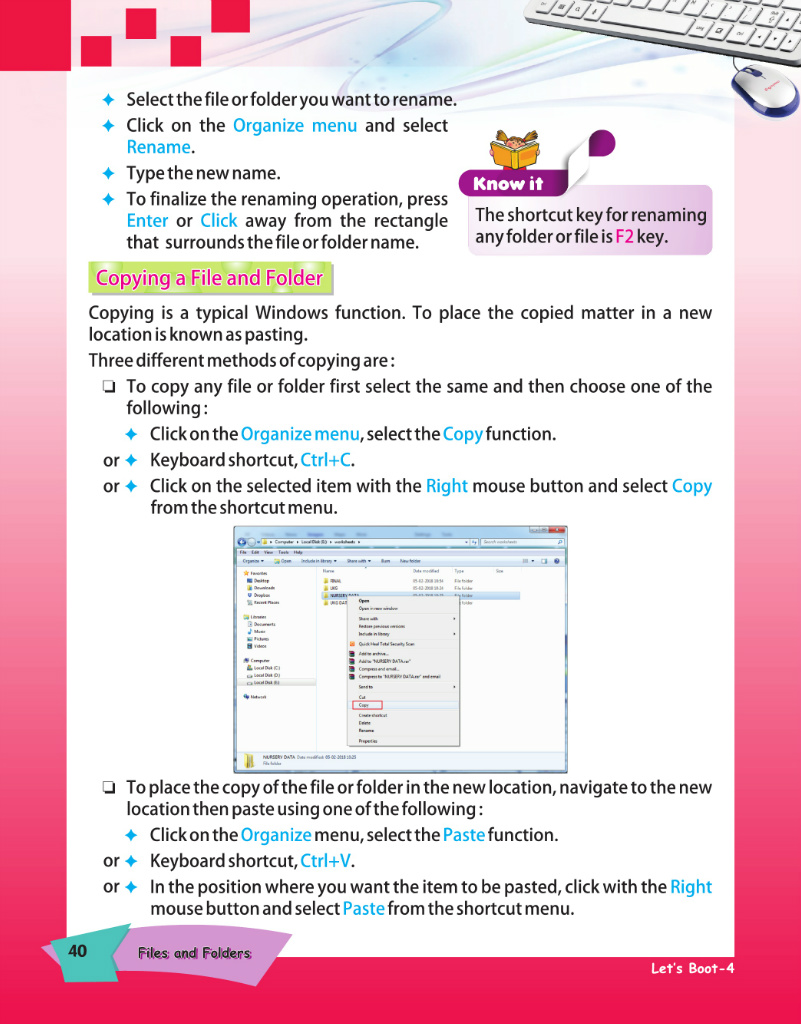 ✦ Select the file or folder you want to rename.
✦ Click on the Organize menu and select
Rename.
✦ Type the new name.
✦ To finalize the renaming operation, press
Enter or Click away from the rectangle
that surrounds the file or folder name.
Know it
The shortcut key for renaming
any folder or file is F2 key.
Copying a File and Folder
Copying is a typical Windows function. To place the copied matter in a new
location is known as pasting.
Three different methods of copying are :
❏ To copy any file or folder first select the same and then choose one of the
following :
✦ Click on the Organize menu, select the Copy function.
or ✦ Keyboard shortcut, Ctrl+C.
or ✦ Click on the selected item with the Right mouse button and select Copy
from the shortcut menu.
Computer ▸ Local Disk (E:) ▸ worksheets ▸
Search worksheets
File Edit View Tools Help
Organize ▾ Open Include in library ▾ Share with ▾ Burn New folder
Name Date modified Type Size
Favorites
Desktop
Downloads
Dropbox
Recent Places
Libraries
Documents
Music
Pictures
Videos
Computer
Local Disk (C:)
Local Disk (D:)
Local Disk (E:)
Network
File folder
UKG
File folder
NURSERY DATA
UKG DAT
Open
Open in new window
Share with
Restore previous versions
Include in library
Quick Heal Total Security Scan
Add to archive...
Add to "NURSERY DATA.rar"
Compress and email...
Compress to "NURSERY DATA.rar" and email
Send to
Cut
Copy
Create shortcut
Delete
Rename
Properties
NURSERY DATA Date modified: 05-02-2018 10:23
File folder
❏ To place the copy of the file or folder in the new location, navigate to the new
location then paste using one of the following :
✦ Click on the Organize menu, select the Paste function.
or ✦ Keyboard shortcut, Ctrl+V.
or ✦ In the position where you want the item to be pasted, click with the Right
mouse button and select Paste from the shortcut menu.
40 Files and Folders
Let's Boot-4